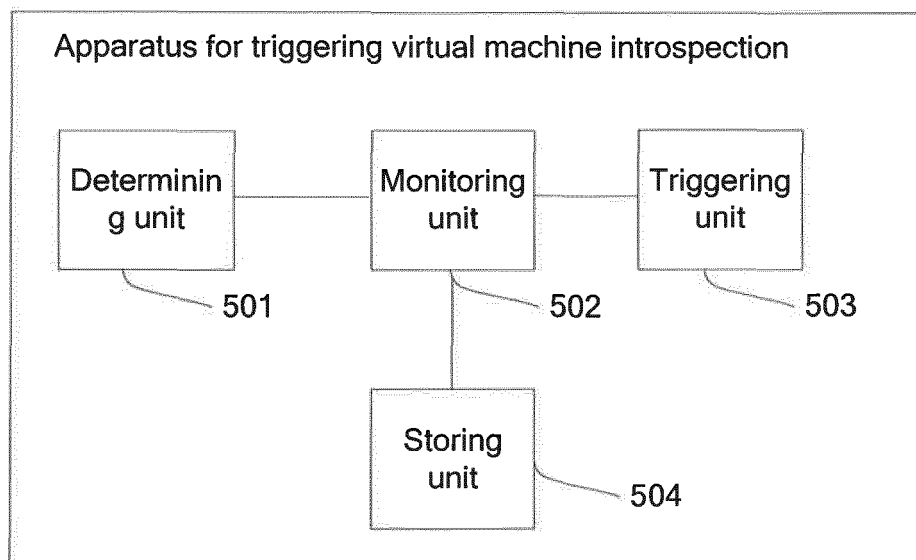 Apparatus for triggering virtual machine introspection
Determinin
g unit
Monitoring
unit
Triggering
unit
501
502
503
Storing
unit
504